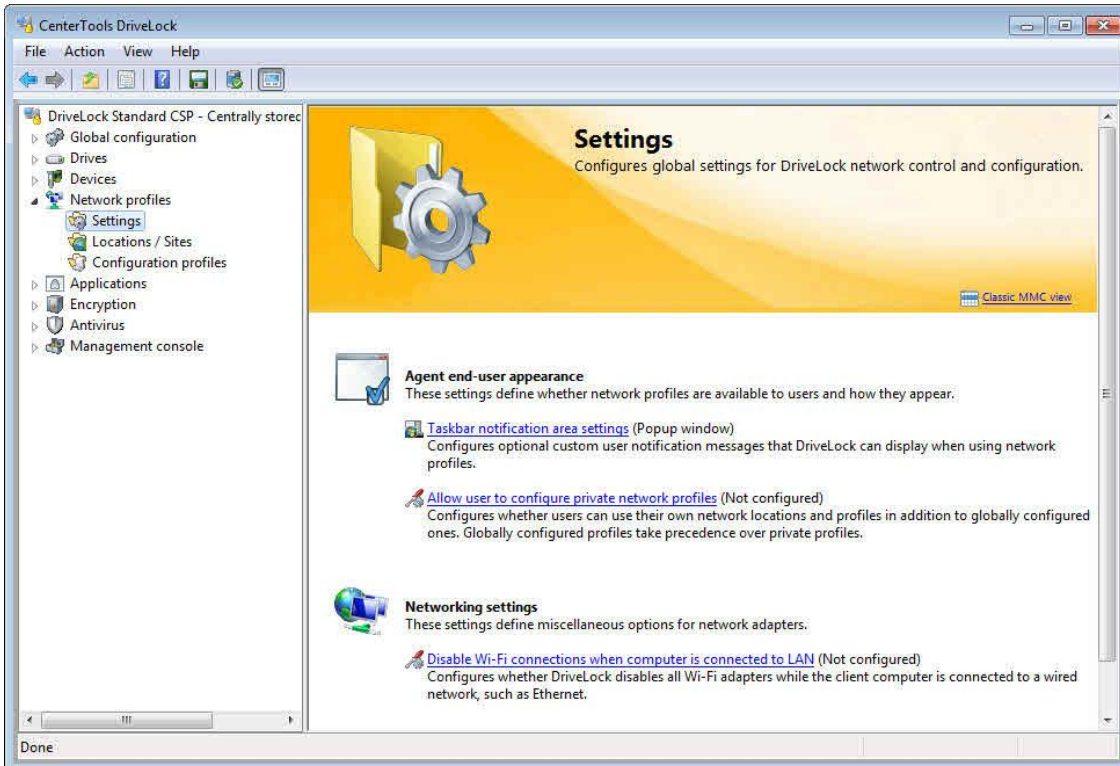 CenterTools DriveLock
File Action View Help
DriveLock Standard CSP - Centrally stored
Global configuration
Drives
Devices
Network profiles
Settings
Locations / Sites
Configuration profiles
Applications
Encryption
Antivirus
Management console
Settings
Configures global settings for DriveLock network control and configuration.
Classic MMC view
Agent end-user appearance
These settings define whether network profiles are available to users and how they appear.
Taskbar notification area settings (Popup window)
Configures optional custom user notification messages that DriveLock can display when using network
profiles.
Allow user to configure private network profiles (Not configured)
Configures whether users can use their own network locations and profiles in addition to globally configured
ones. Globally configured profiles take precedence over private profiles.
Networking settings
These settings define miscellaneous options for network adapters.
Disable Wi-Fi connections when computer is connected to LAN (Not configured)
Configures whether DriveLock disables all Wi-Fi adapters while the client computer is connected to a wired
network, such as Ethernet.
Done